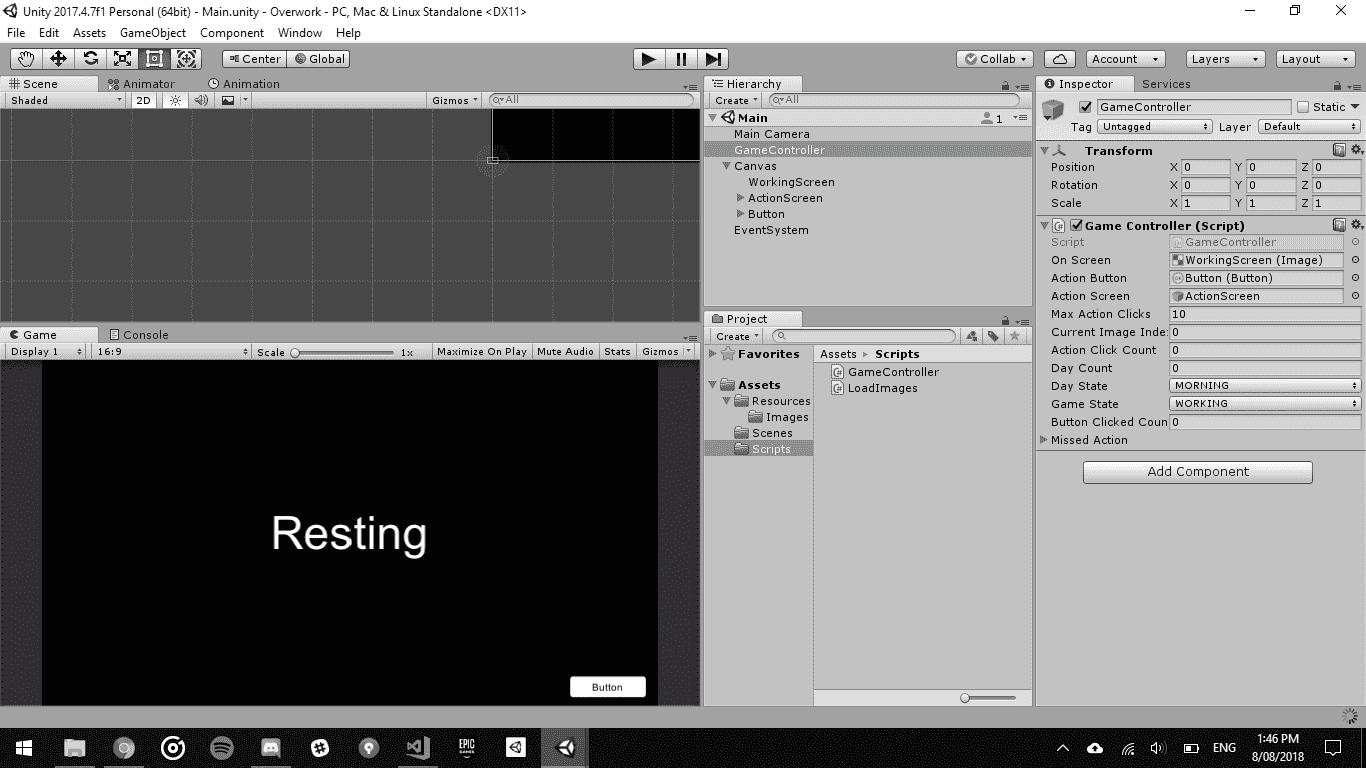 Unity 2017.4.7f1 Personal (64bit) - Main.unity - Overwork - PC, Mac & Linux Standalone <DX11>
File Edit Assets GameObject Component Window Help
Center Global
Collab Account Layers Layout
Scene Animator Animation
Shaded 2D Gizmos All
Hierarchy
Create All
Main 1
Main Camera
GameController
Canvas
WorkingScreen
ActionScreen
Button
EventSystem
Inspector Services
GameController Static
Tag Untagged Layer Default
Transform
Position X 0 Y 0 Z 0
Rotation X 0 Y 0 Z 0
Scale X 1 Y 1 Z 1
Game Controller (Script)
Script GameController
On Screen WorkingScreen (Image)
Action Button Button (Button)
Action Screen ActionScreen
Max Action Clicks 10
Current Image Inde: 0
Action Click Count 0
Day Count 0
Day State MORNING
Game State WORKING
Button Clicked Coun 0
Missed Action
Add Component
Game Console
Display 1 16:9 Scale 1x Maximize On Play Mute Audio Stats Gizmos
Resting
Button
Project
Create
Favorites
Assets
Resources
Images
Scenes
Scripts
Assets Scripts
GameController
LoadImages
EPIC
GAMES
ENG
1:46 PM
8/08/2018